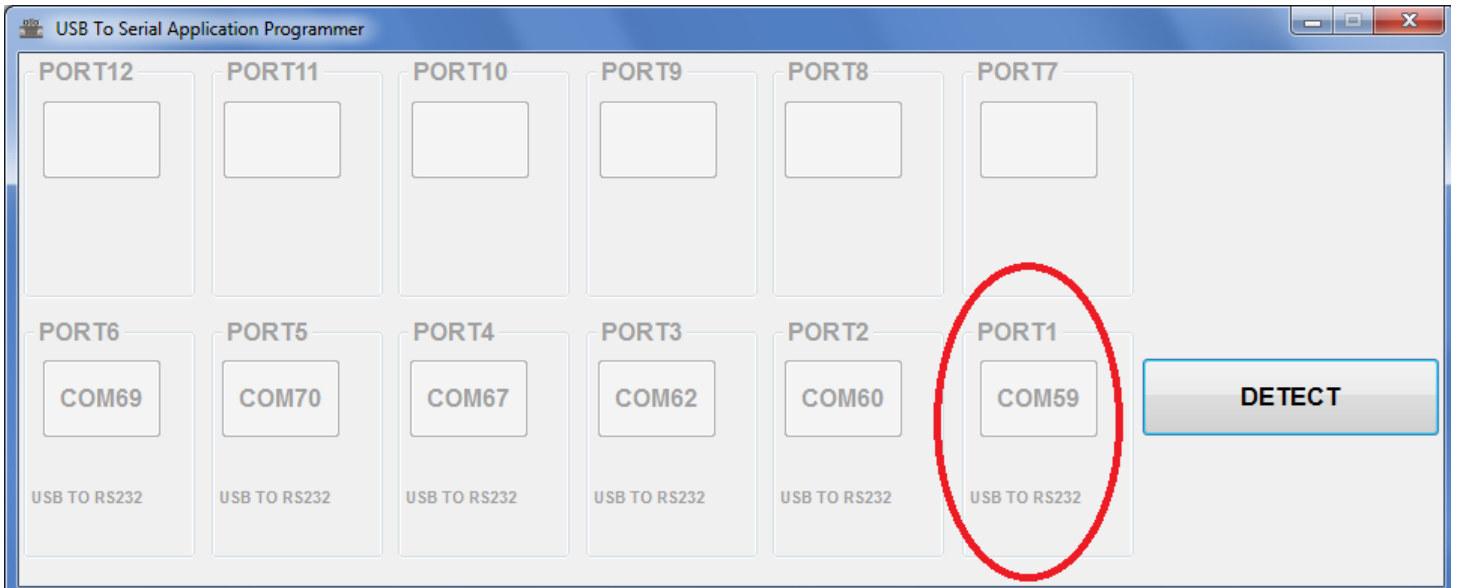 USB To Serial Application Programmer
PORT12 PORT11 PORT10 PORT9 PORT8 PORT7
PORT6 PORT5 PORT4 PORT3 PORT2 PORT1
COM69 COM70 COM67 COM62 COM60 COM59 DETECT
USB TO RS232 USB TO RS232 USB TO RS232 USB TO RS232 USB TO RS232 USB TO RS232